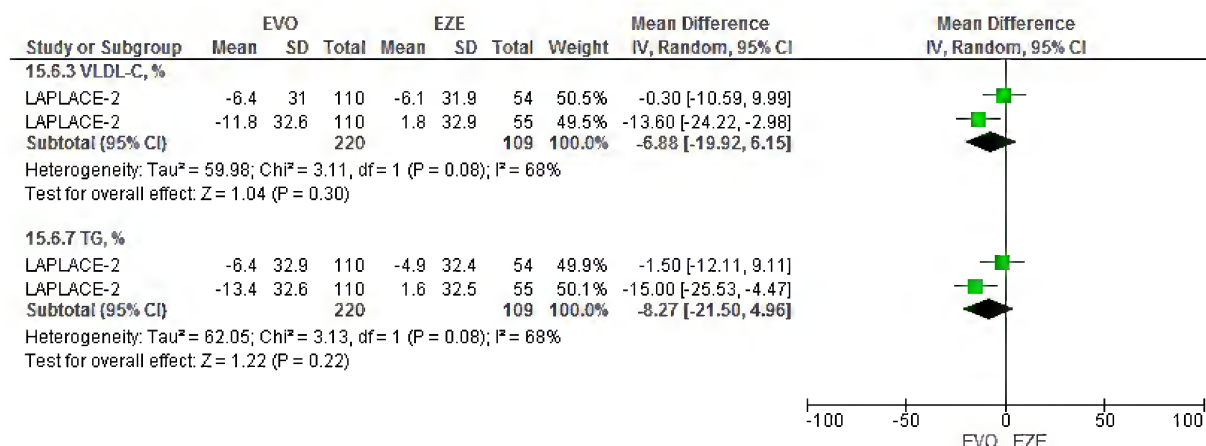 EVO EZE Mean Difference Mean Difference
Study or Subgroup Mean SD Total Mean SD Total Weight IV, Random, 95% CI IV, Random, 95% CI
15.6.3 VLDL-C, %
LAPLACE-2 -6.4 31 110 -6.1 31.9 54 50.5% -0.30 [-10.59, 9.99]
LAPLACE-2 -11.8 32.6 110 1.8 32.9 55 49.5% -13.60 [-24.22, -2.98]
Subtotal (95% CI) 220 109 100.0% -6.88 [-19.92, 6.15]
Heterogeneity: Tau² = 59.98; Chi² = 3.11, df = 1 (P = 0.08); I² = 68%
Test for overall effect: Z = 1.04 (P = 0.30)
15.6.7 TG, %
LAPLACE-2 -6.4 32.9 110 -4.9 32.4 54 49.9% -1.50 [-12.11, 9.11]
LAPLACE-2 -13.4 32.6 110 1.6 32.5 55 50.1% -15.00 [-25.53, -4.47]
Subtotal (95% CI) 220 109 100.0% -8.27 [-21.50, 4.96]
Heterogeneity: Tau² = 62.05; Chi² = 3.13, df = 1 (P = 0.08); I² = 68%
Test for overall effect: Z = 1.22 (P = 0.22)
-100 -50 0 50 100
EVO EZE